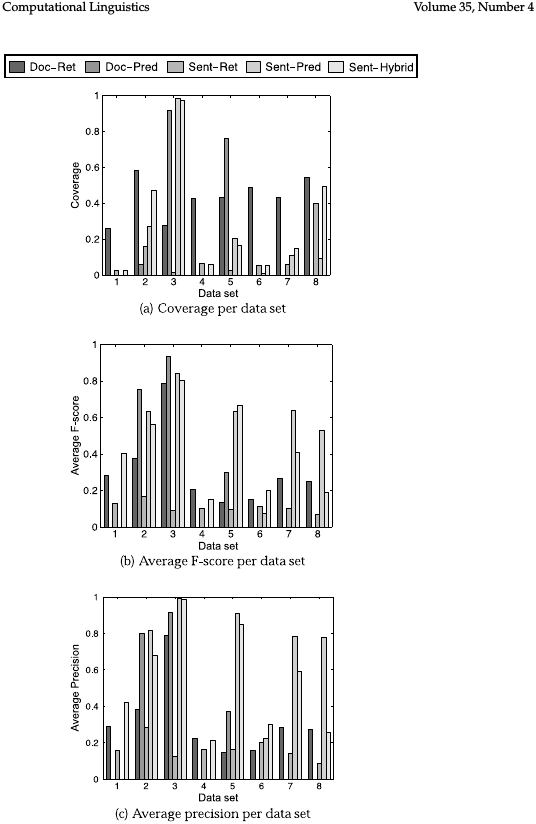 Computational Linguistics Volume 35, Number 4
Doc-Ret Doc-Pred Sent-Ret Sent-Pred Sent-Hybrid
1
0.8
0.6
0.4
0.2
0
Coverage
1 2 3 4 5 6 7 8
Data set
(a) Coverage per data set
1
0.8
0.6
0.4
0.2
0
Average F-score
1 2 3 4 5 6 7 8
Data set
(b) Average F-score per data set
1
0.8
0.6
0.4
0.2
0
Average Precision
1 2 3 4 5 6 7 8
Data set
(c) Average precision per data set